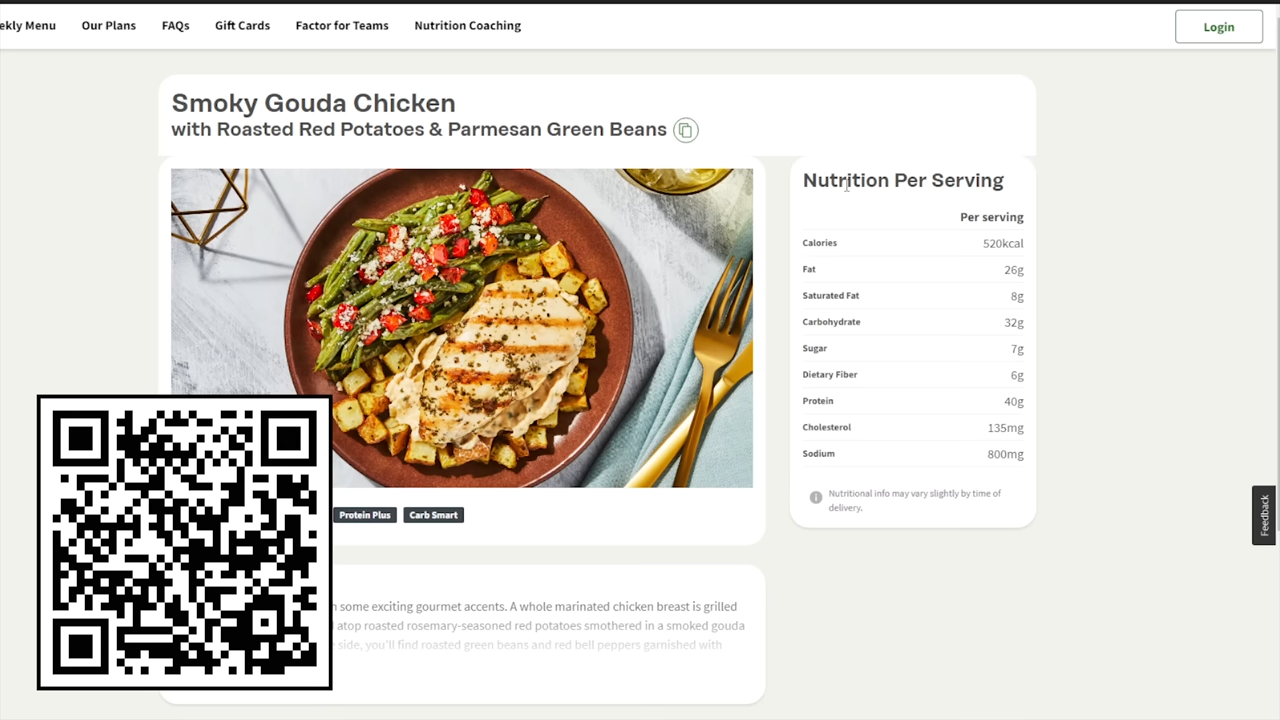 Menu Our Plans FAQs Gift Cards Factor for Teams Nutrition Coaching Login
Smoky Gouda Chicken
with Roasted Red Potatoes & Parmesan Green Beans
Nutrition Per Serving
Per serving
Calories 520kcal
Fat 26g
Saturated Fat 8g
Carbohydrate 32g
Sugar 7g
Dietary Fiber 6g
Protein 40g
Cholesterol 135mg
Sodium 800mg
Nutritional info may vary slightly by time of
delivery.
Feedback
Protein Plus Carb Smart
some exciting gourmet accents. A whole marinated chicken breast is grilled
atop roasted rosemary-seasoned red potatoes smothered in a smoked gouda
side, you'll find roasted green beans and red bell peppers garnished with